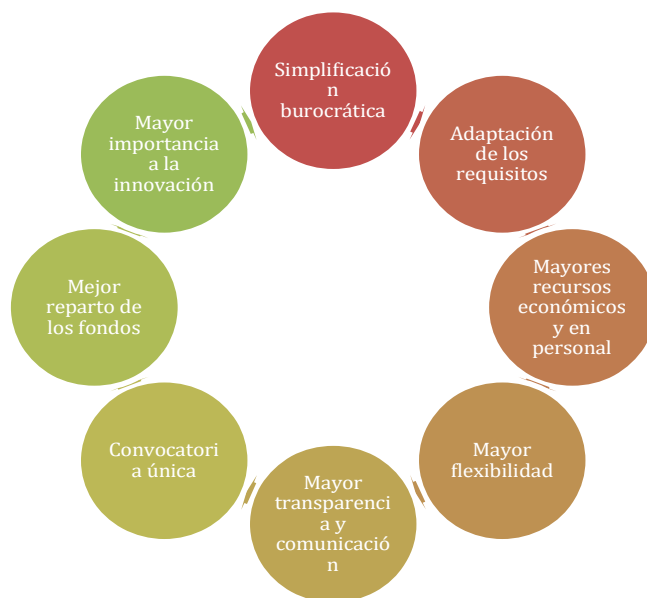 Simplificació
n
burocrática
Adaptación
de los
requisitos
Mayores
recursos
económicos
y en
personal
Mayor
flexibilidad
Mayor
transparenci
a y
comunicació
n
Convocatori
a única
Mejor
reparto de
los fondos
Mayor
importancia
a la
innovación